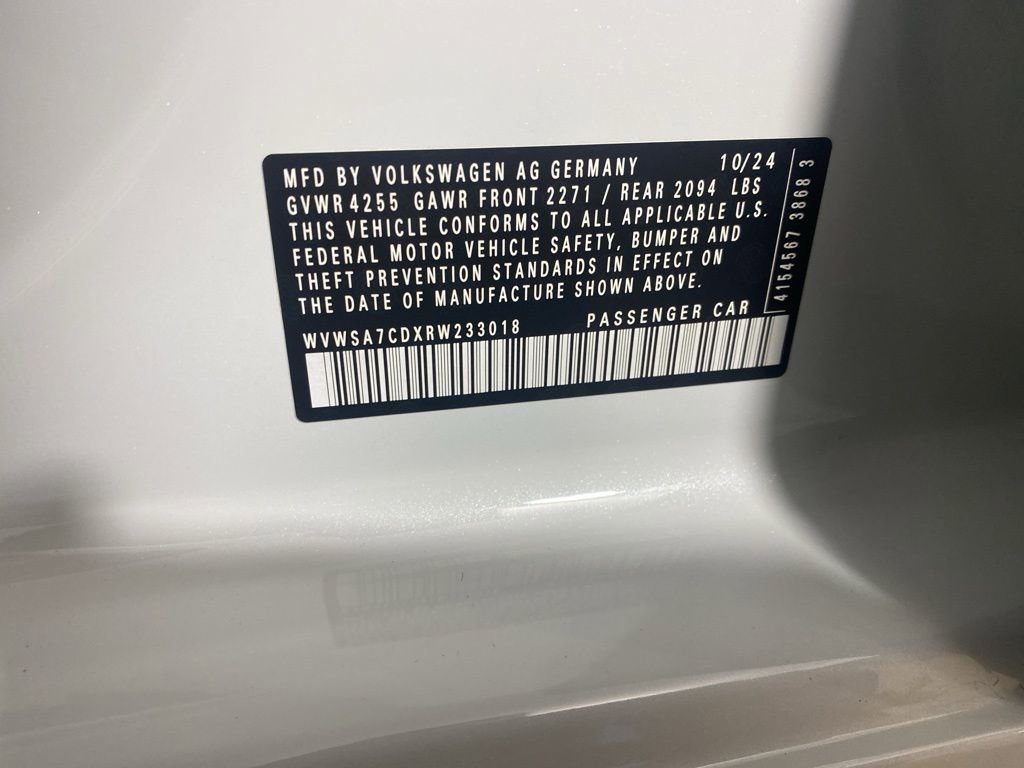 MFD BY VOLKSWAGEN AG GERMANY 10/24
GVWR 4255 GAWR FRONT 2271 / REAR 2094 LBS
THIS VEHICLE CONFORMS TO ALL APPLICABLE U.S.
FEDERAL MOTOR VEHICLE SAFETY, BUMPER AND
THEFT PREVENTION STANDARDS IN EFFECT ON
THE DATE OF MANUFACTURE SHOWN ABOVE.
WVWSA7CDXRW233018 PASSENGER CAR
4154567 3868 3